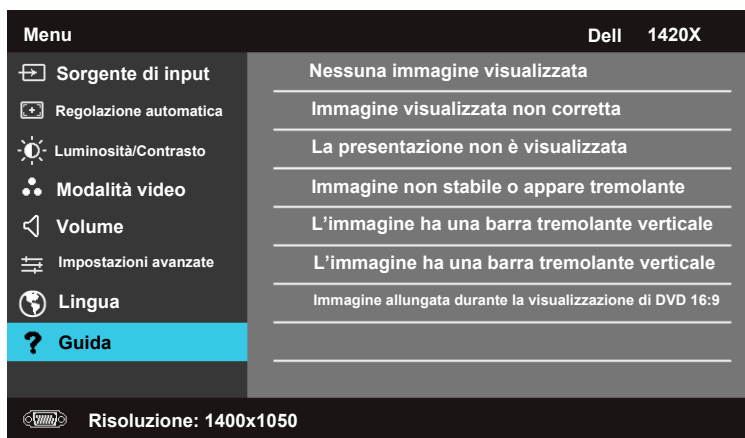 Menu Dell 1420X
Sorgente di input
Regolazione automatica
Luminosità/Contrasto
Modalità video
Volume
Impostazioni avanzate
Lingua
Guida
Nessuna immagine visualizzata
Immagine visualizzata non corretta
La presentazione non è visualizzata
Immagine non stabile o appare tremolante
L’immagine ha una barra tremolante verticale
L’immagine ha una barra tremolante verticale
Immagine allungata durante la visualizzazione di DVD 16:9
Risoluzione: 1400x1050